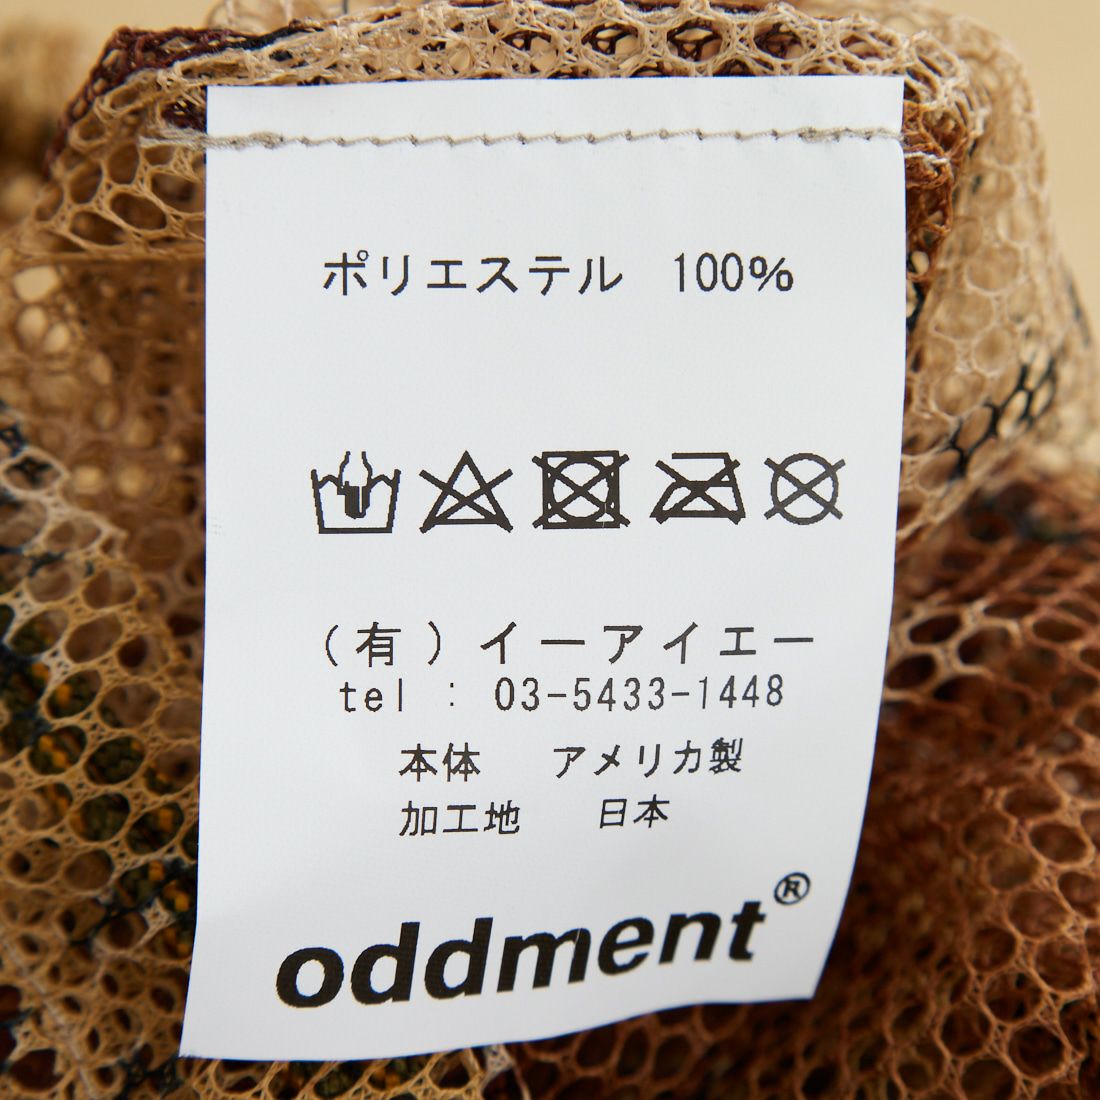 ポリエステル 100%
（有）イーアイエー
tel : 03-5433-1448
本体 アメリカ製
加工地 日本
oddment®